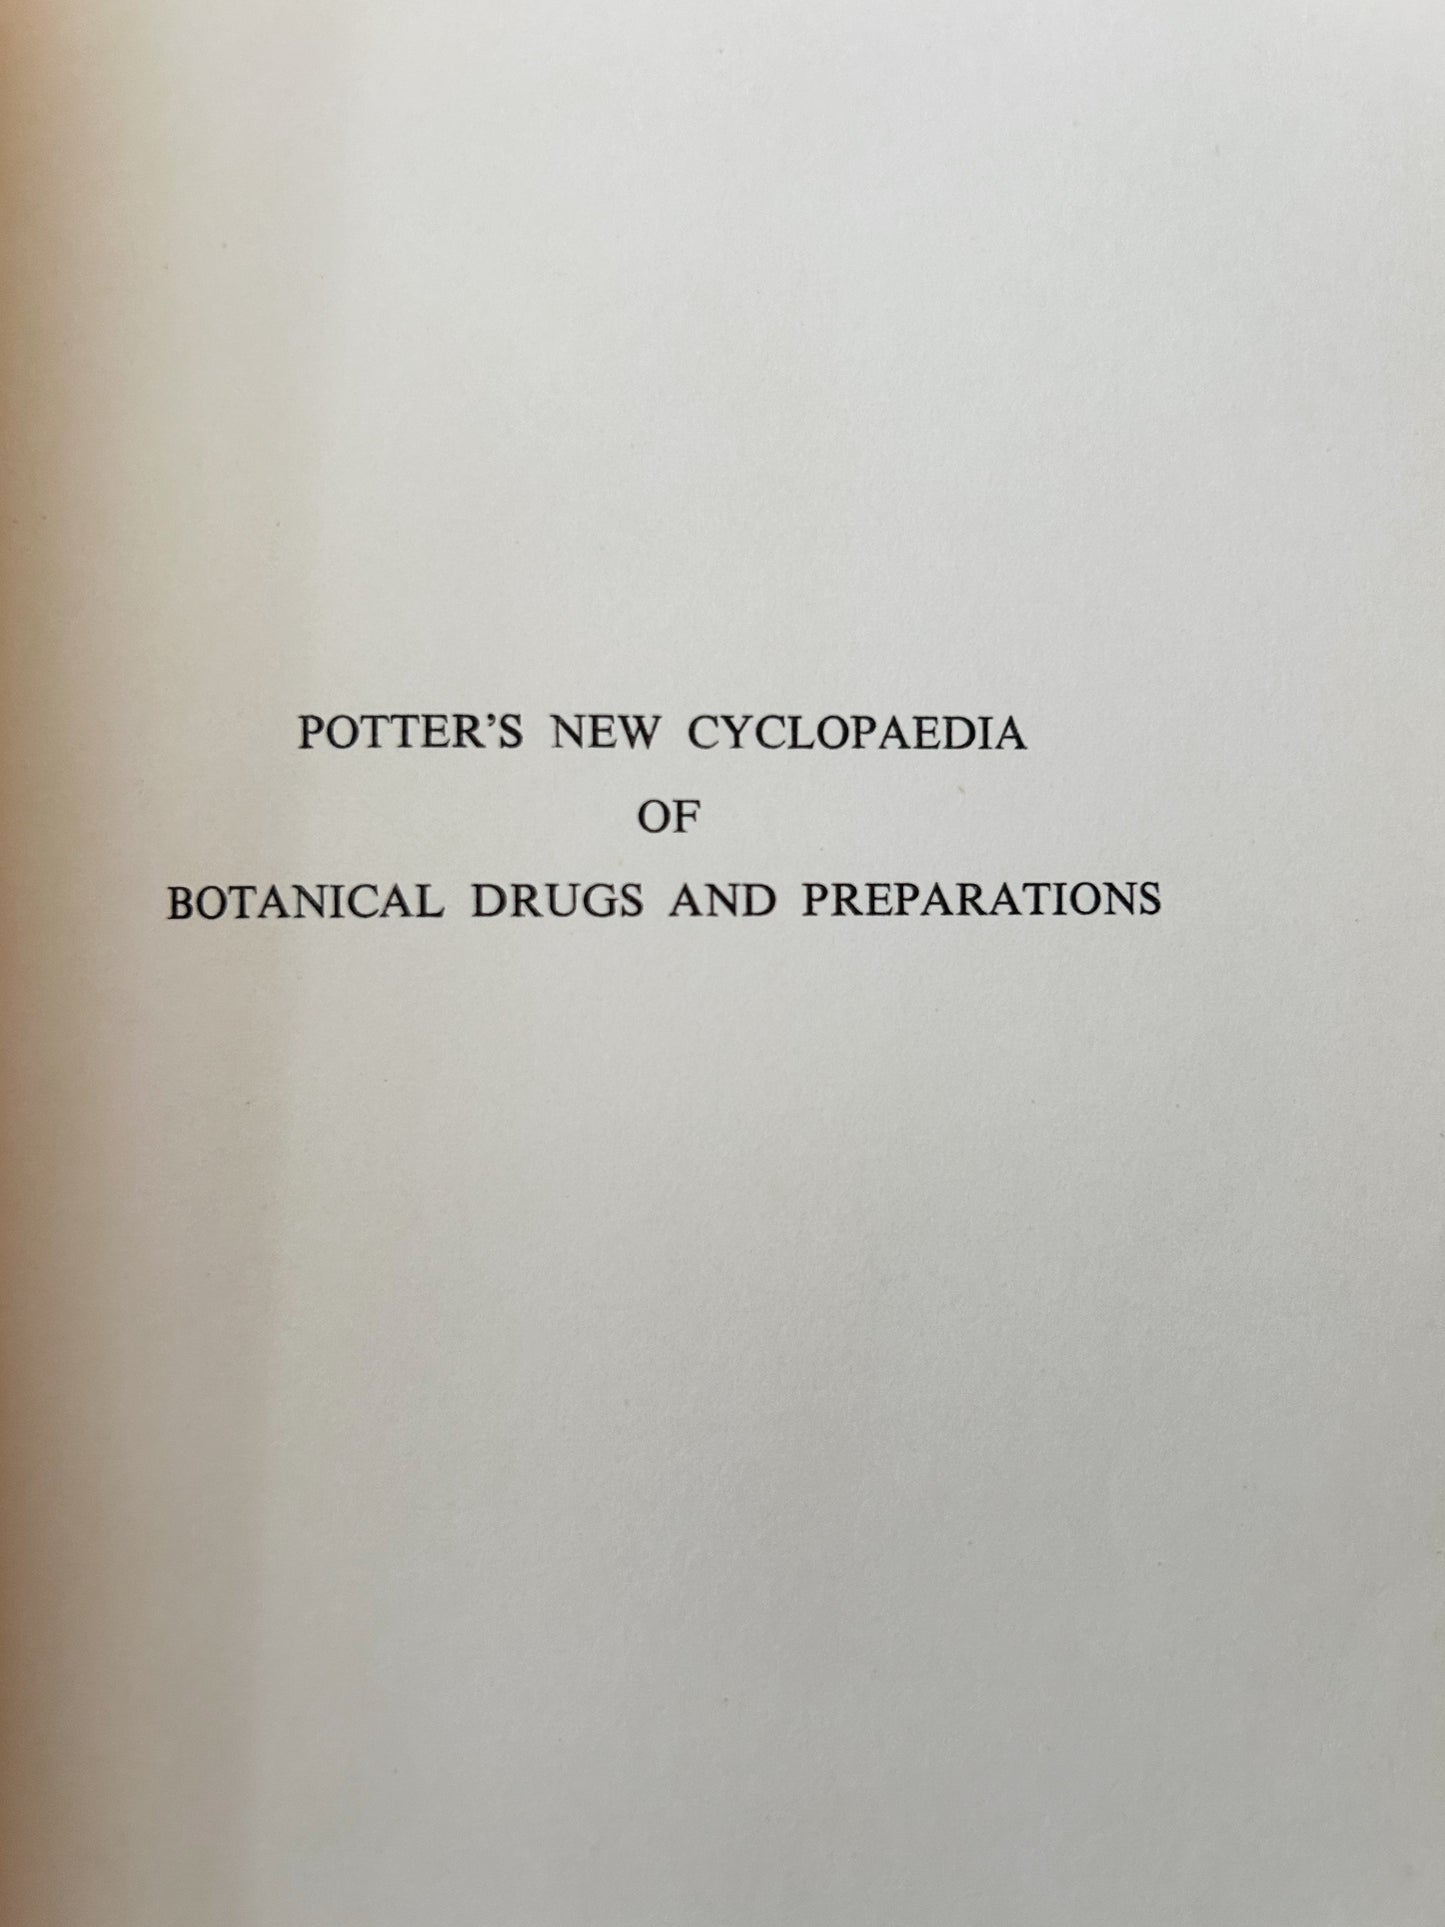 POTTER'S NEW CYCLOPAEDIA
OF
BOTANICAL DRUGS AND PREPARATIONS